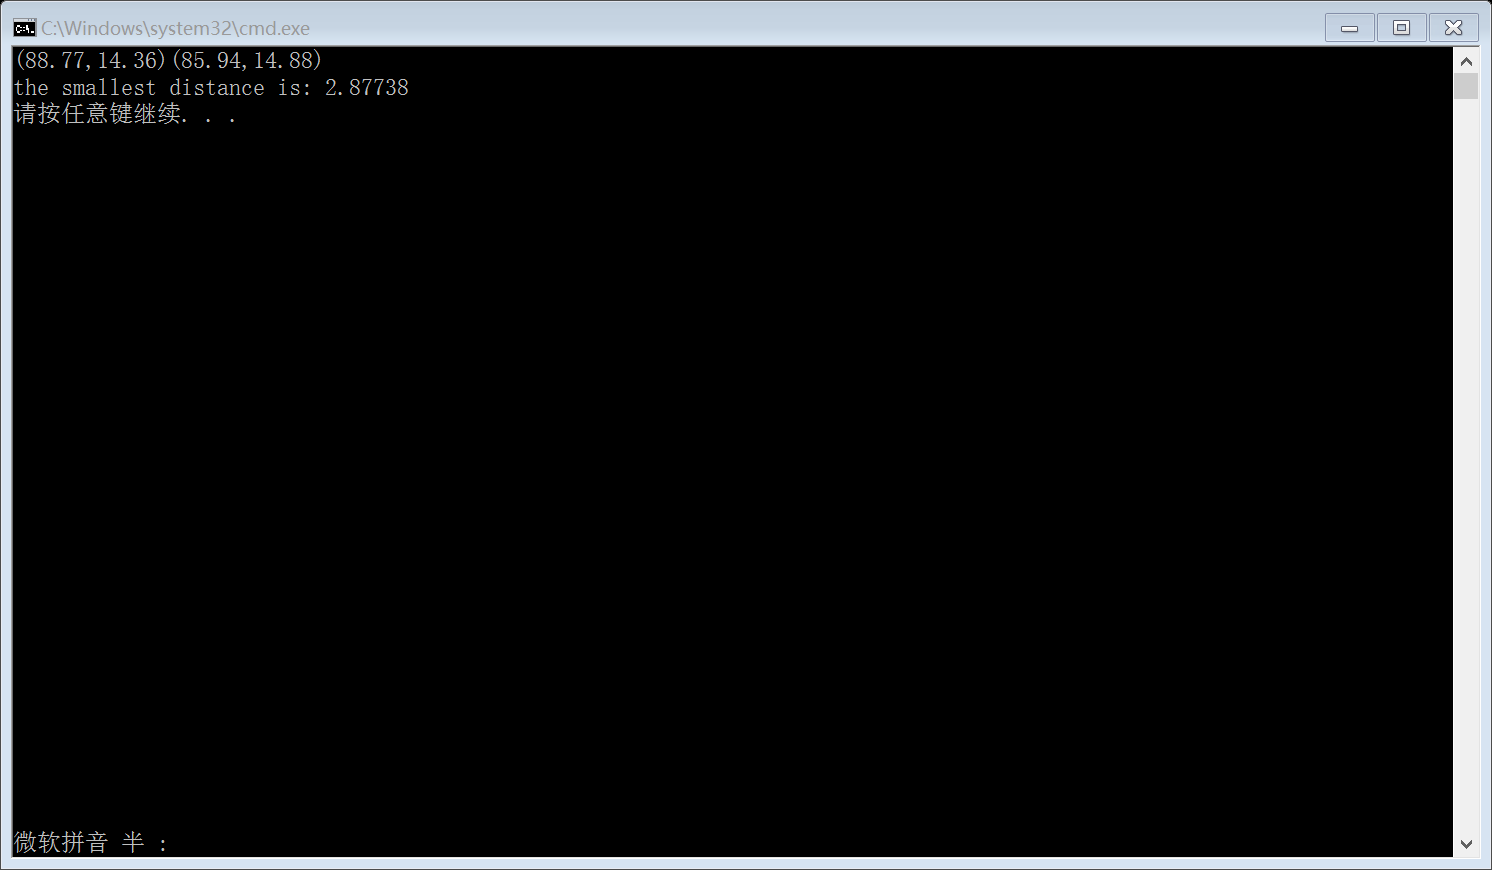 C:\Windows\system32\cmd.exe
(88.77,14.36)(85.94,14.88)
the smallest distance is: 2.87738
请按任意键继续. . .
微软拼音 半 :